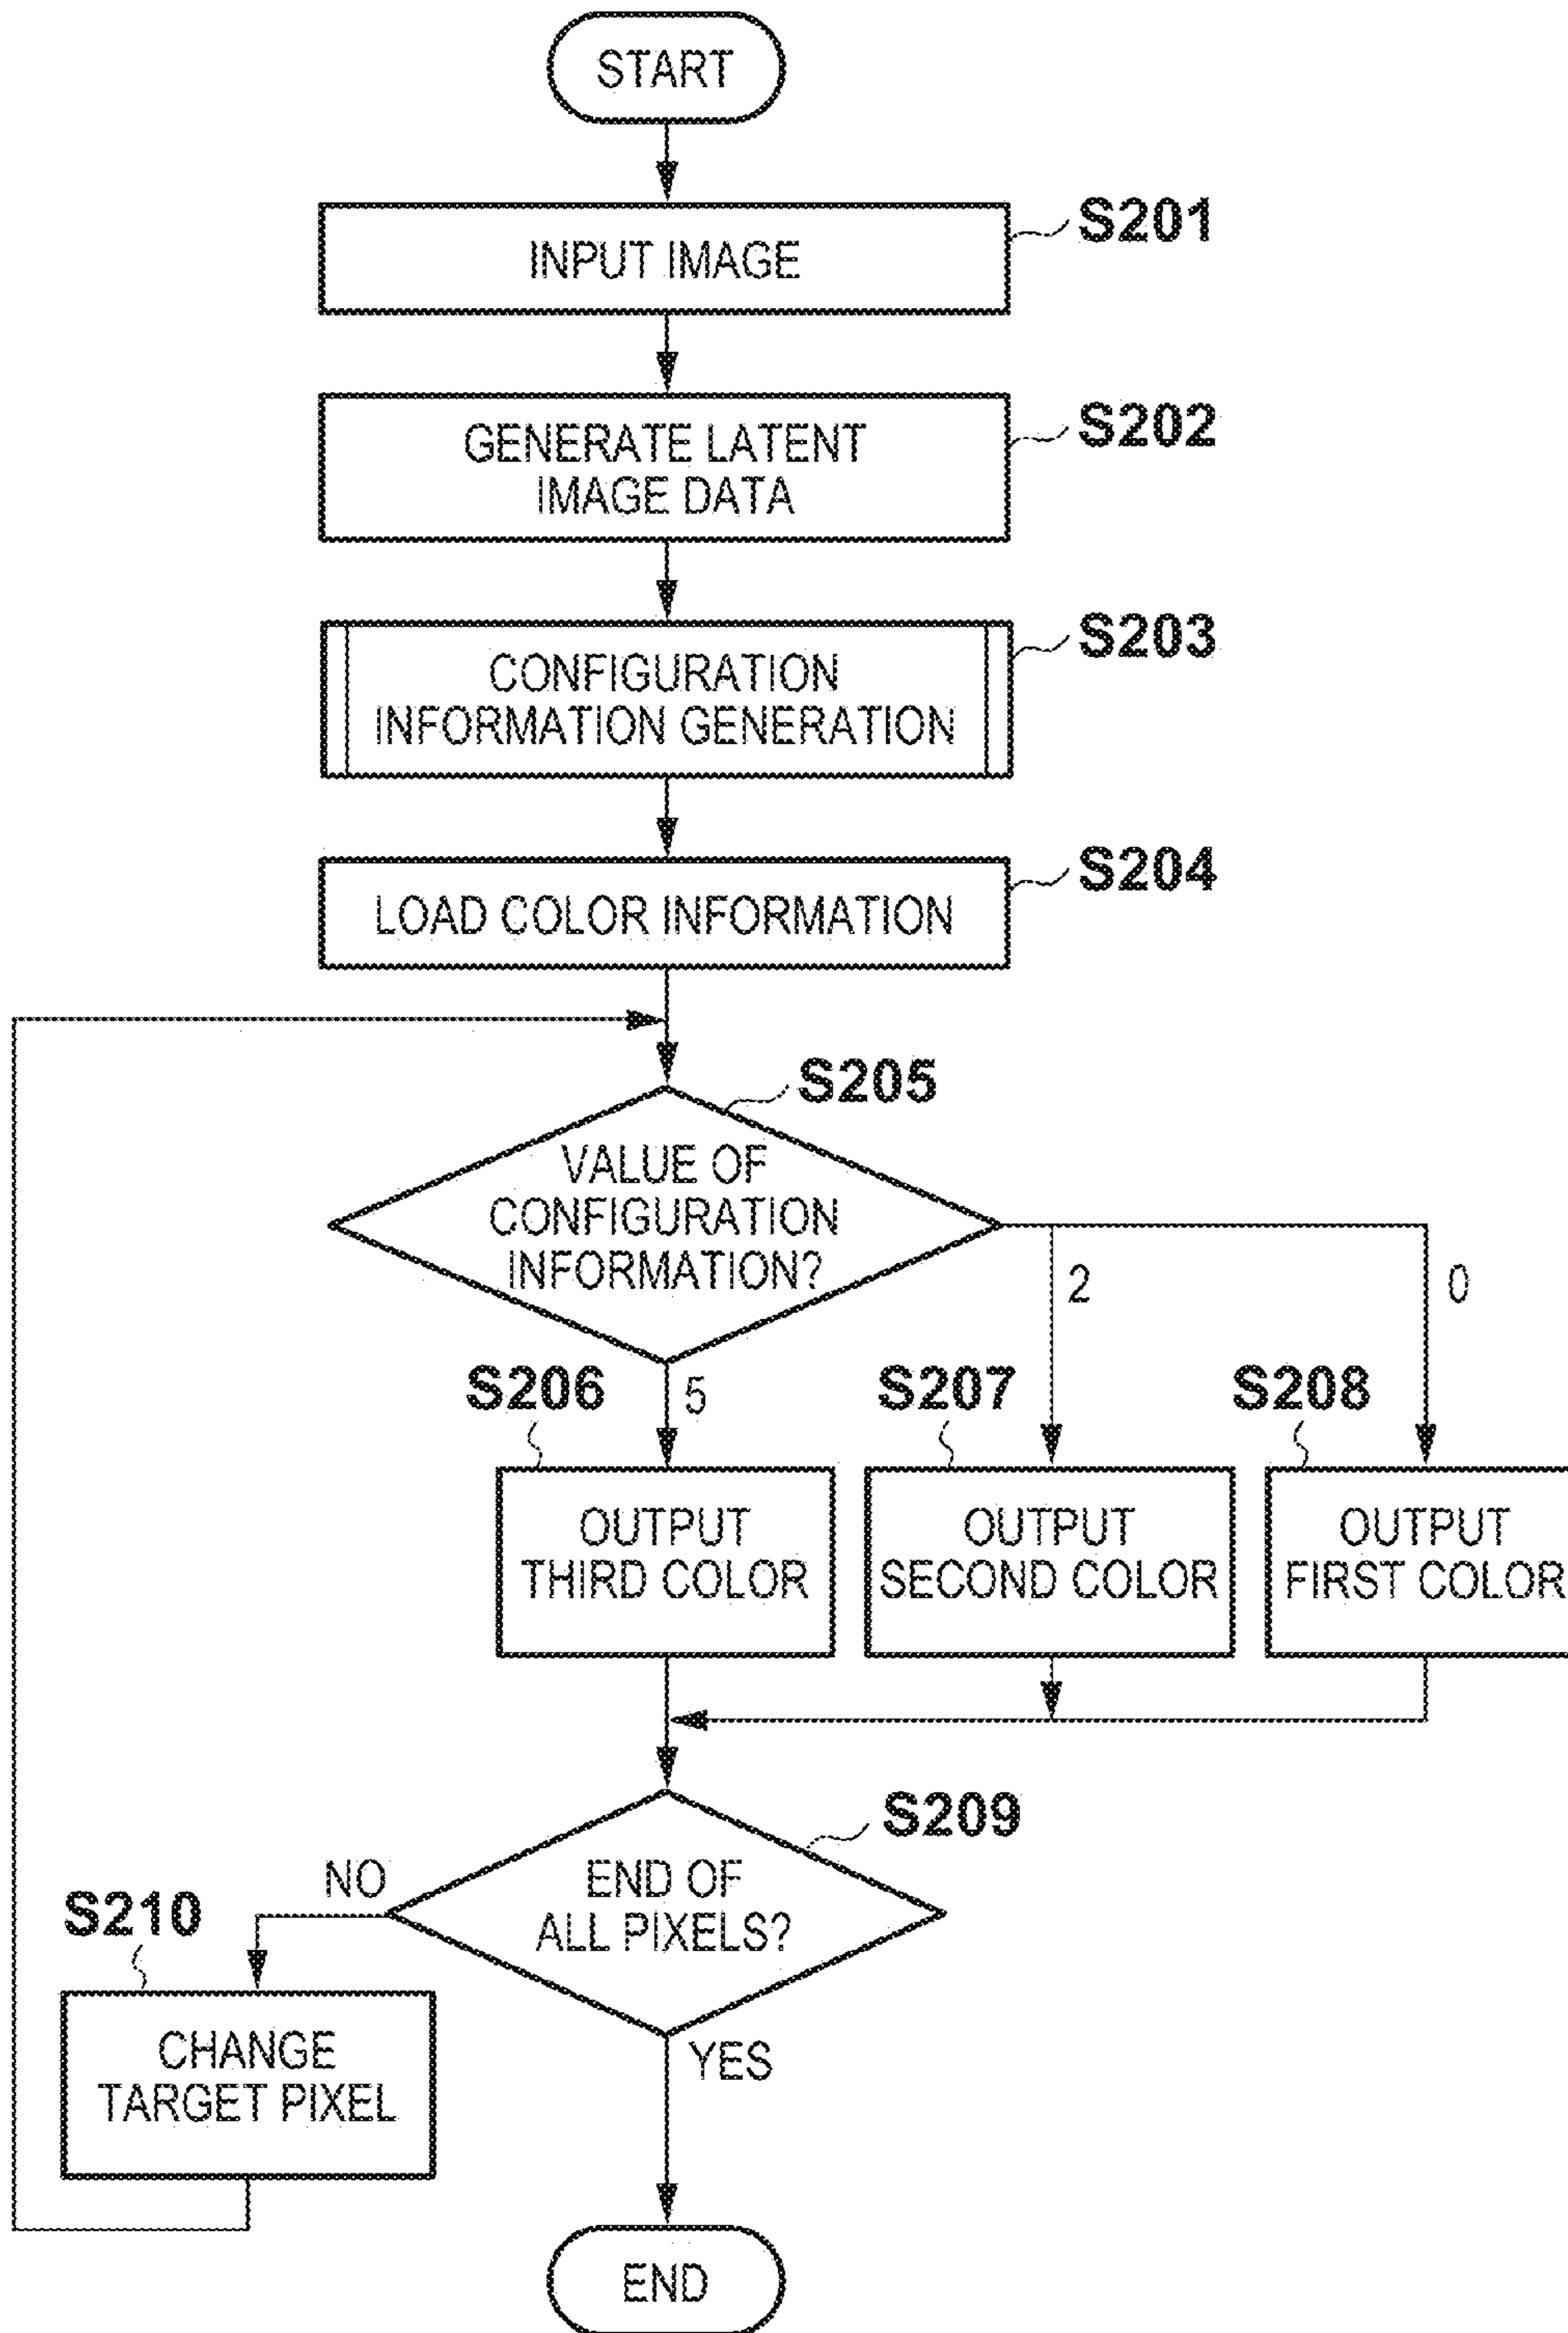 START
INPUT IMAGE
S201
GENERATE LATENT
IMAGE DATA
S202
CONFIGURATION
INFORMATION GENERATION
S203
LOAD COLOR INFORMATION
S204
S205
VALUE OF
CONFIGURATION
INFORMATION?
2
0
5
S206
S207
S208
OUTPUT
THIRD COLOR
OUTPUT
SECOND COLOR
OUTPUT
FIRST COLOR
S209
END OF
ALL PIXELS?
NO
S210
CHANGE
TARGET PIXEL
YES
END